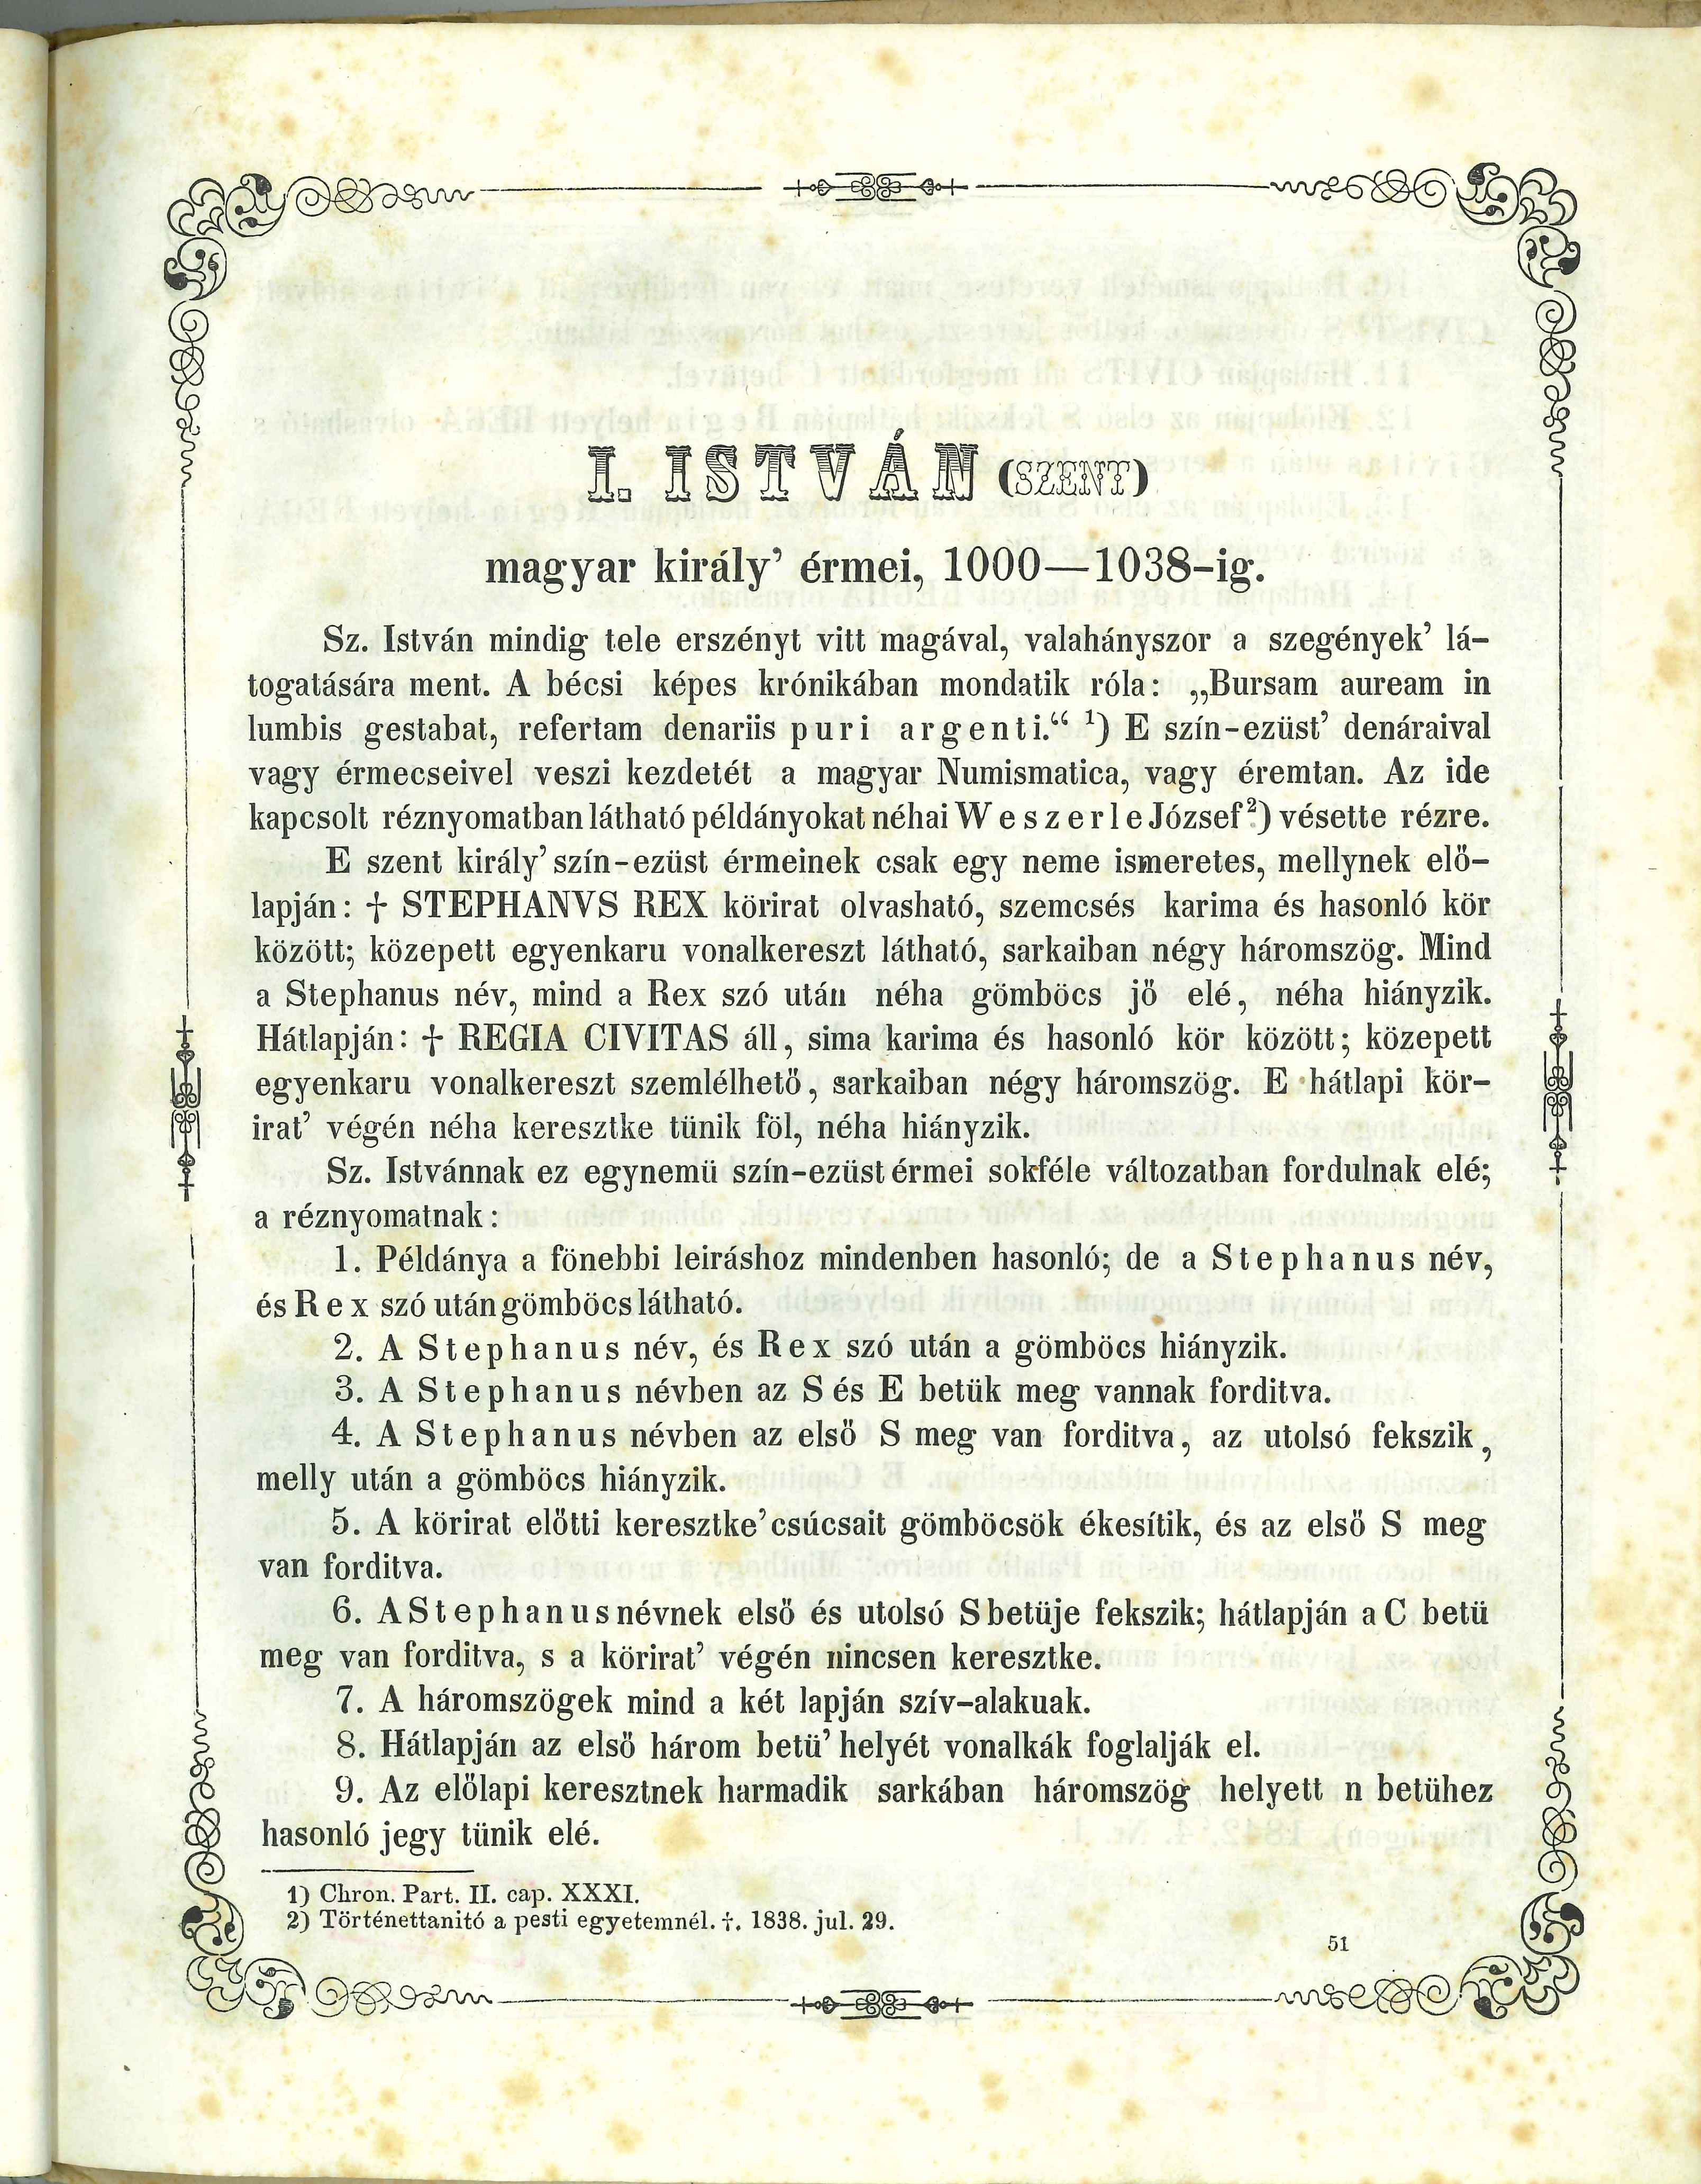 I. ISTVÁN (SZENT)
magyar király’ érmei, 1000—1038-ig.
Sz. István mindig tele erszényt vitt magával, valahányszor a szegények’ lá-
togatására ment. A bécsi képes krónikában mondatik róla: „Bursam auream in
lumbis gestabat, refertam denariis puri argenti.“ ¹) E szín-ezüst’ denáraival
vagy érmecseivel veszi kezdetét a magyar Numismatica, vagy éremtan. Az ide
kapcsolt réznyomatban látható példányokat néhai Weszerle József ²) vésette rézre.
E szent király’ szín-ezüst érmeinek csak egy neme ismeretes, mellynek elő-
lapján: † STEPHANVS REX körirat olvasható, szemcsés karima és hasonló kör
között; közepett egyenkaru vonalkereszt látható, sarkaiban négy háromszög. Mind
a Stephanus név, mind a Rex szó után néha gömböcs jő elé, néha hiányzik.
Hátlapján: † REGIA CIVITAS áll, sima karima és hasonló kör között; közepett
egyenkaru vonalkereszt szemlélhető, sarkaiban négy háromszög. E hátlapi kör-
irat’ végén néha keresztke tünik föl, néha hiányzik.
Sz. Istvánnak ez egynemü szín-ezüst érmei sokféle változatban fordulnak elé;
a réznyomatnak:
1. Példánya a fönebbi leiráshoz mindenben hasonló; de a Stephanus név,
és Rex szó után gömböcs látható.
2. A Stephanus név, és Rex szó után a gömböcs hiányzik.
3. A Stephanus névben az S és E betük meg vannak forditva.
4. A Stephanus névben az első S meg van forditva, az utolsó fekszik,
melly után a gömböcs hiányzik.
5. A körirat előtti keresztke’ csúcsait gömböcsök ékesítik, és az első S meg
van forditva.
6. A Stephanus névnek első és utolsó S betüje fekszik; hátlapján a C betü
meg van forditva, s a körirat’ végén nincsen keresztke.
7. A háromszögek mind a két lapján szív-alakuak.
8. Hátlapján az első három betü’ helyét vonalkák foglalják el.
9. Az előlapi keresztnek harmadik sarkában háromszög helyett n betühez
hasonló jegy tünik elé.
1) Chron. Part. II. cap. XXXI.
2) Történettanitó a pesti egyetemnél. †. 1838. jul. 29.
51